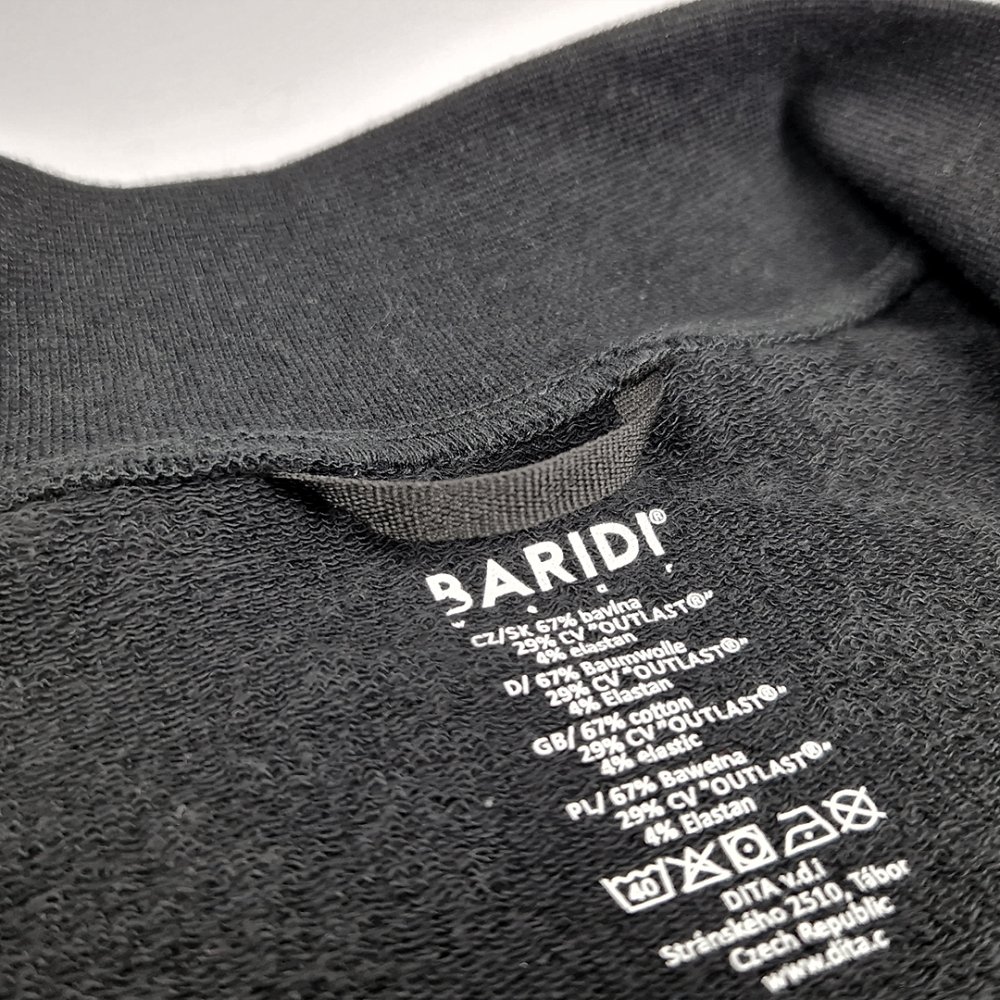 BARIDI®
CZ/SK 67% bavlna
29% CV "OUTLAST®"
4% elastan
D/ 67% Baumwolle
29% CV "OUTLAST®"
4% Elastan
GB/ 67% cotton
29% CV "OUTLAST®"
4% elastic
PL/ 67% Bawełna
29% CV "OUTLAST®"
4% Elastan
40
DITA v.d.i
Stránského 2510, Tábor
Czech Republic
www.dita.c